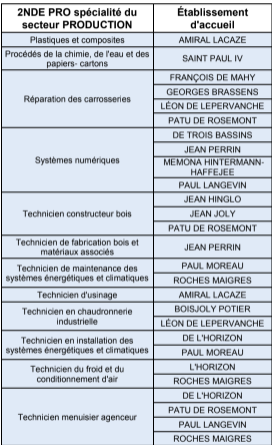 2NDE PRO spécialité du
secteur PRODUCTION
Établissement
d'accueil
Plastiques et composites
AMIRAL LACAZE
Procédés de la chimie, de l'eau et des
papiers- cartons
SAINT PAUL IV
Réparation des carrosseries
FRANÇOIS DE MAHY
GEORGES BRASSENS
LÉON DE LEPERVANCHE
PATU DE ROSEMONT
Systèmes numériques
DE TROIS BASSINS
JEAN PERRIN
MEMONA HINTERMANN-
HAFFEJEE
PAUL LANGEVIN
Technicien constructeur bois
JEAN HINGLO
JEAN JOLY
PATU DE ROSEMONT
Technicien de fabrication bois et
matériaux associés
JEAN PERRIN
Technicien de maintenance des
systèmes énergétiques et climatiques
PAUL MOREAU
ROCHES MAIGRES
Technicien d'usinage
AMIRAL LACAZE
Technicien en chaudronnerie
industrielle
BOISJOLY POTIER
LÉON DE LEPERVANCHE
Technicien en installation des
systèmes énergétiques et climatiques
DE L'HORIZON
PAUL MOREAU
Technicien du froid et du
conditionnement d'air
L'HORIZON
ROCHES MAIGRES
Technicien menuisier agenceur
DE L'HORIZON
PATU DE ROSEMONT
PAUL LANGEVIN
ROCHES MAIGRES